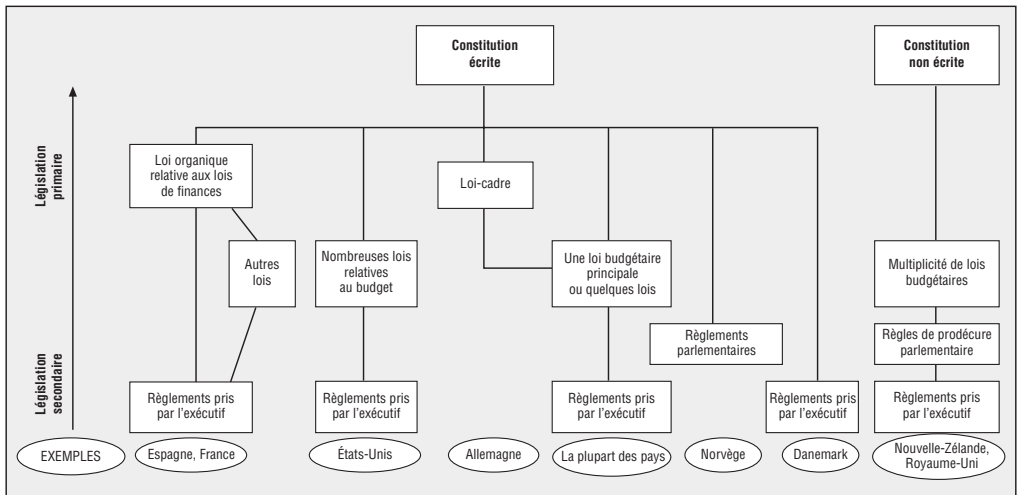 Constitution
écrite
Constitution
non écrite
Législation
primaire
Loi organique
relative aux lois
de finances
Loi-cadre
Autres
lois
Nombreuses lois
relatives
au budget
Une loi budgétaire
principale
ou quelques lois
Multiplicité de lois
budgétaires
Règlements
parlementaires
Règles de prodécure
parlementaire
Législation
secondaire
Règlements pris
par l'exécutif
Règlements pris
par l'exécutif
Règlements pris
par l'exécutif
Règlements pris
par l'exécutif
Règlements pris
par l'exécutif
EXEMPLES
Espagne, France
États-Unis
Allemagne
La plupart des pays
Norvège
Danemark
Nouvelle-Zélande,
Royaume-Uni